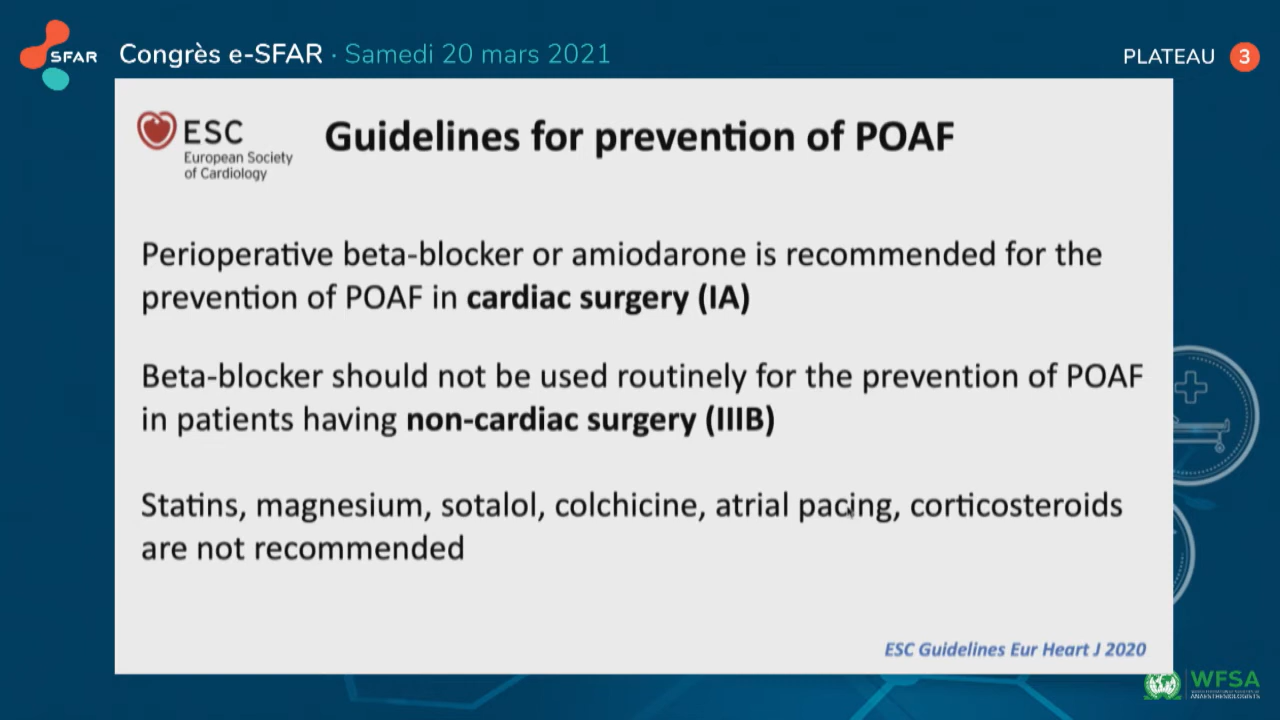 SFAR
Congrès e-SFAR · Samedi 20 mars 2021
PLATEAU 3
ESC
European Society
of Cardiology
Guidelines for prevention of POAF
Perioperative beta-blocker or amiodarone is recommended for the
prevention of POAF in cardiac surgery (IA)
Beta-blocker should not be used routinely for the prevention of POAF
in patients having non-cardiac surgery (IIIB)
Statins, magnesium, sotalol, colchicine, atrial pacing, corticosteroids
are not recommended
ESC Guidelines Eur Heart J 2020
WFSA
ANAESTHESIOLOGISTS